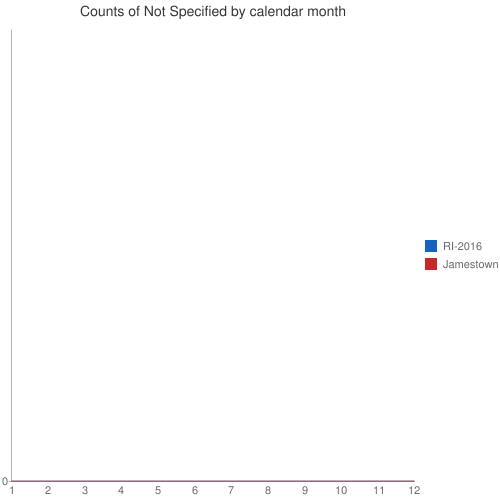 Counts of Not Specified by calendar month
RI-2016
Jamestown
0
1 2 3 4 5 6 7 8 9 10 11 12